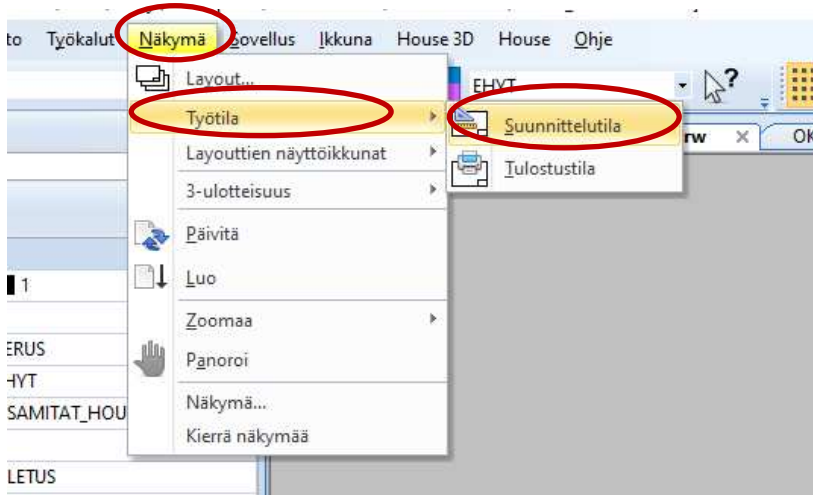 to Työkalut Näkymä Sovellus Ikkuna House 3D House Ohje
Layout...
EHYT
?
Työtila
Suunnittelutila
rw
OK
Layouttien näyttöikkunat
Tulostustila
3-ulotteisuus
Päivitä
1
Luo
Zoomaa
ERUS
Panoroi
HYT
SAMITAT_HOU
Näkymä...
Kierrä näkymää
LETUS